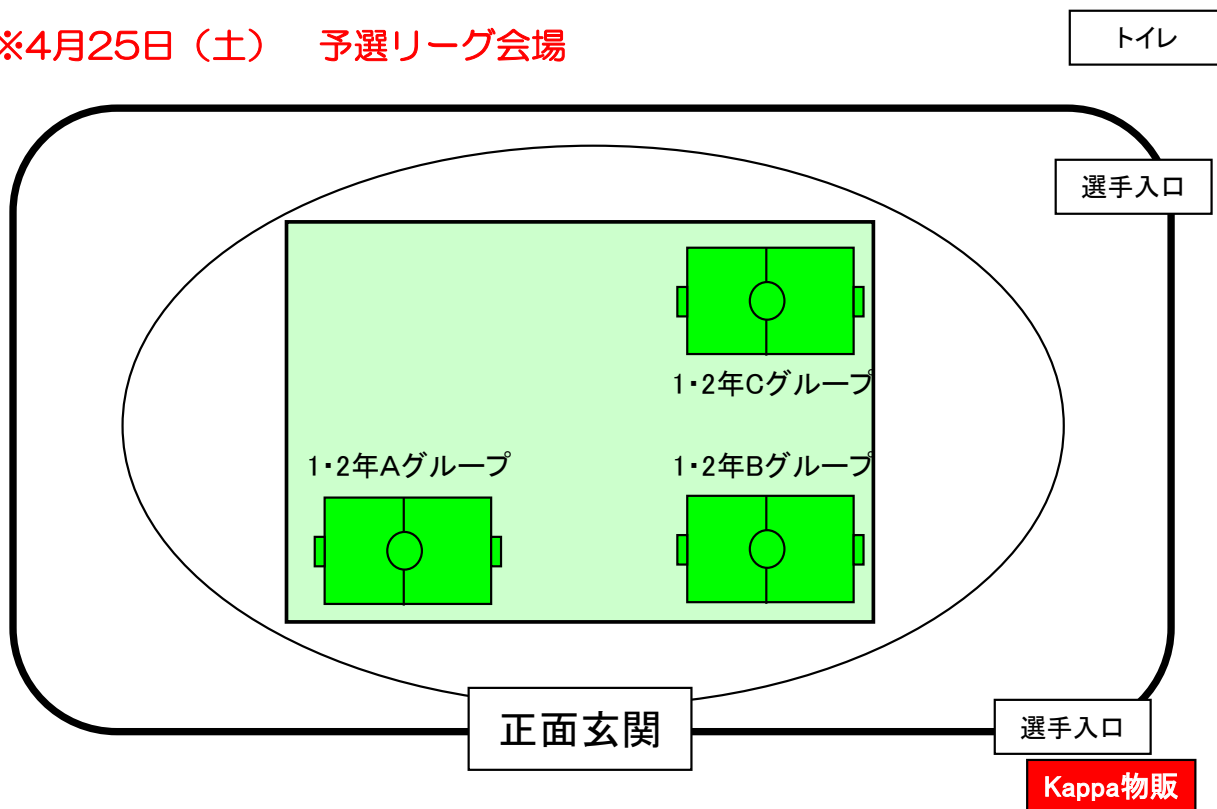 ※4月25日（土）　予選リーグ会場
トイレ
選手入口
1・2年Cグループ
1・2年Aグループ
1・2年Bグループ
正面玄関
選手入口
Kappa物販